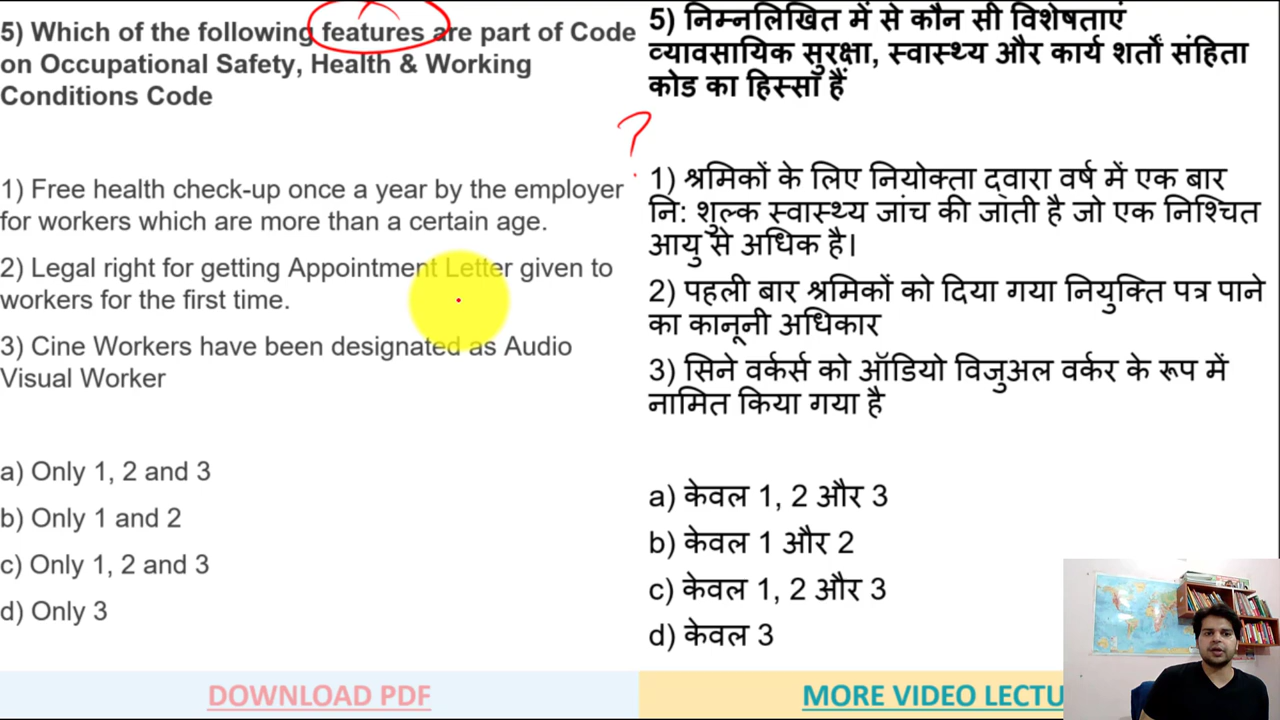 5) Which of the following features are part of Code
on Occupational Safety, Health & Working
Conditions Code
1) Free health check-up once a year by the employer
for workers which are more than a certain age.
2) Legal right for getting Appointment Letter given to
workers for the first time.
3) Cine Workers have been designated as Audio
Visual Worker
a) Only 1, 2 and 3
b) Only 1 and 2
c) Only 1, 2 and 3
d) Only 3
DOWNLOAD PDF
5) निम्नलिखित में से कौन सी विशेषताएं
व्यावसायिक सुरक्षा, स्वास्थ्य और कार्य शर्तों संहिता
कोड का हिस्सा हैं
?
1) श्रमिकों के लिए नियोक्ता द्वारा वर्ष में एक बार
नि: शुल्क स्वास्थ्य जांच की जाती है जो एक निश्चित
आयु से अधिक है।
2) पहली बार श्रमिकों को दिया गया नियुक्ति पत्र पाने
का कानूनी अधिकार
3) सिने वर्कर्स को ऑडियो विजुअल वर्कर के रूप में
नामित किया गया है
a) केवल 1, 2 और 3
b) केवल 1 और 2
c) केवल 1, 2 और 3
d) केवल 3
MORE VIDEO LECTU